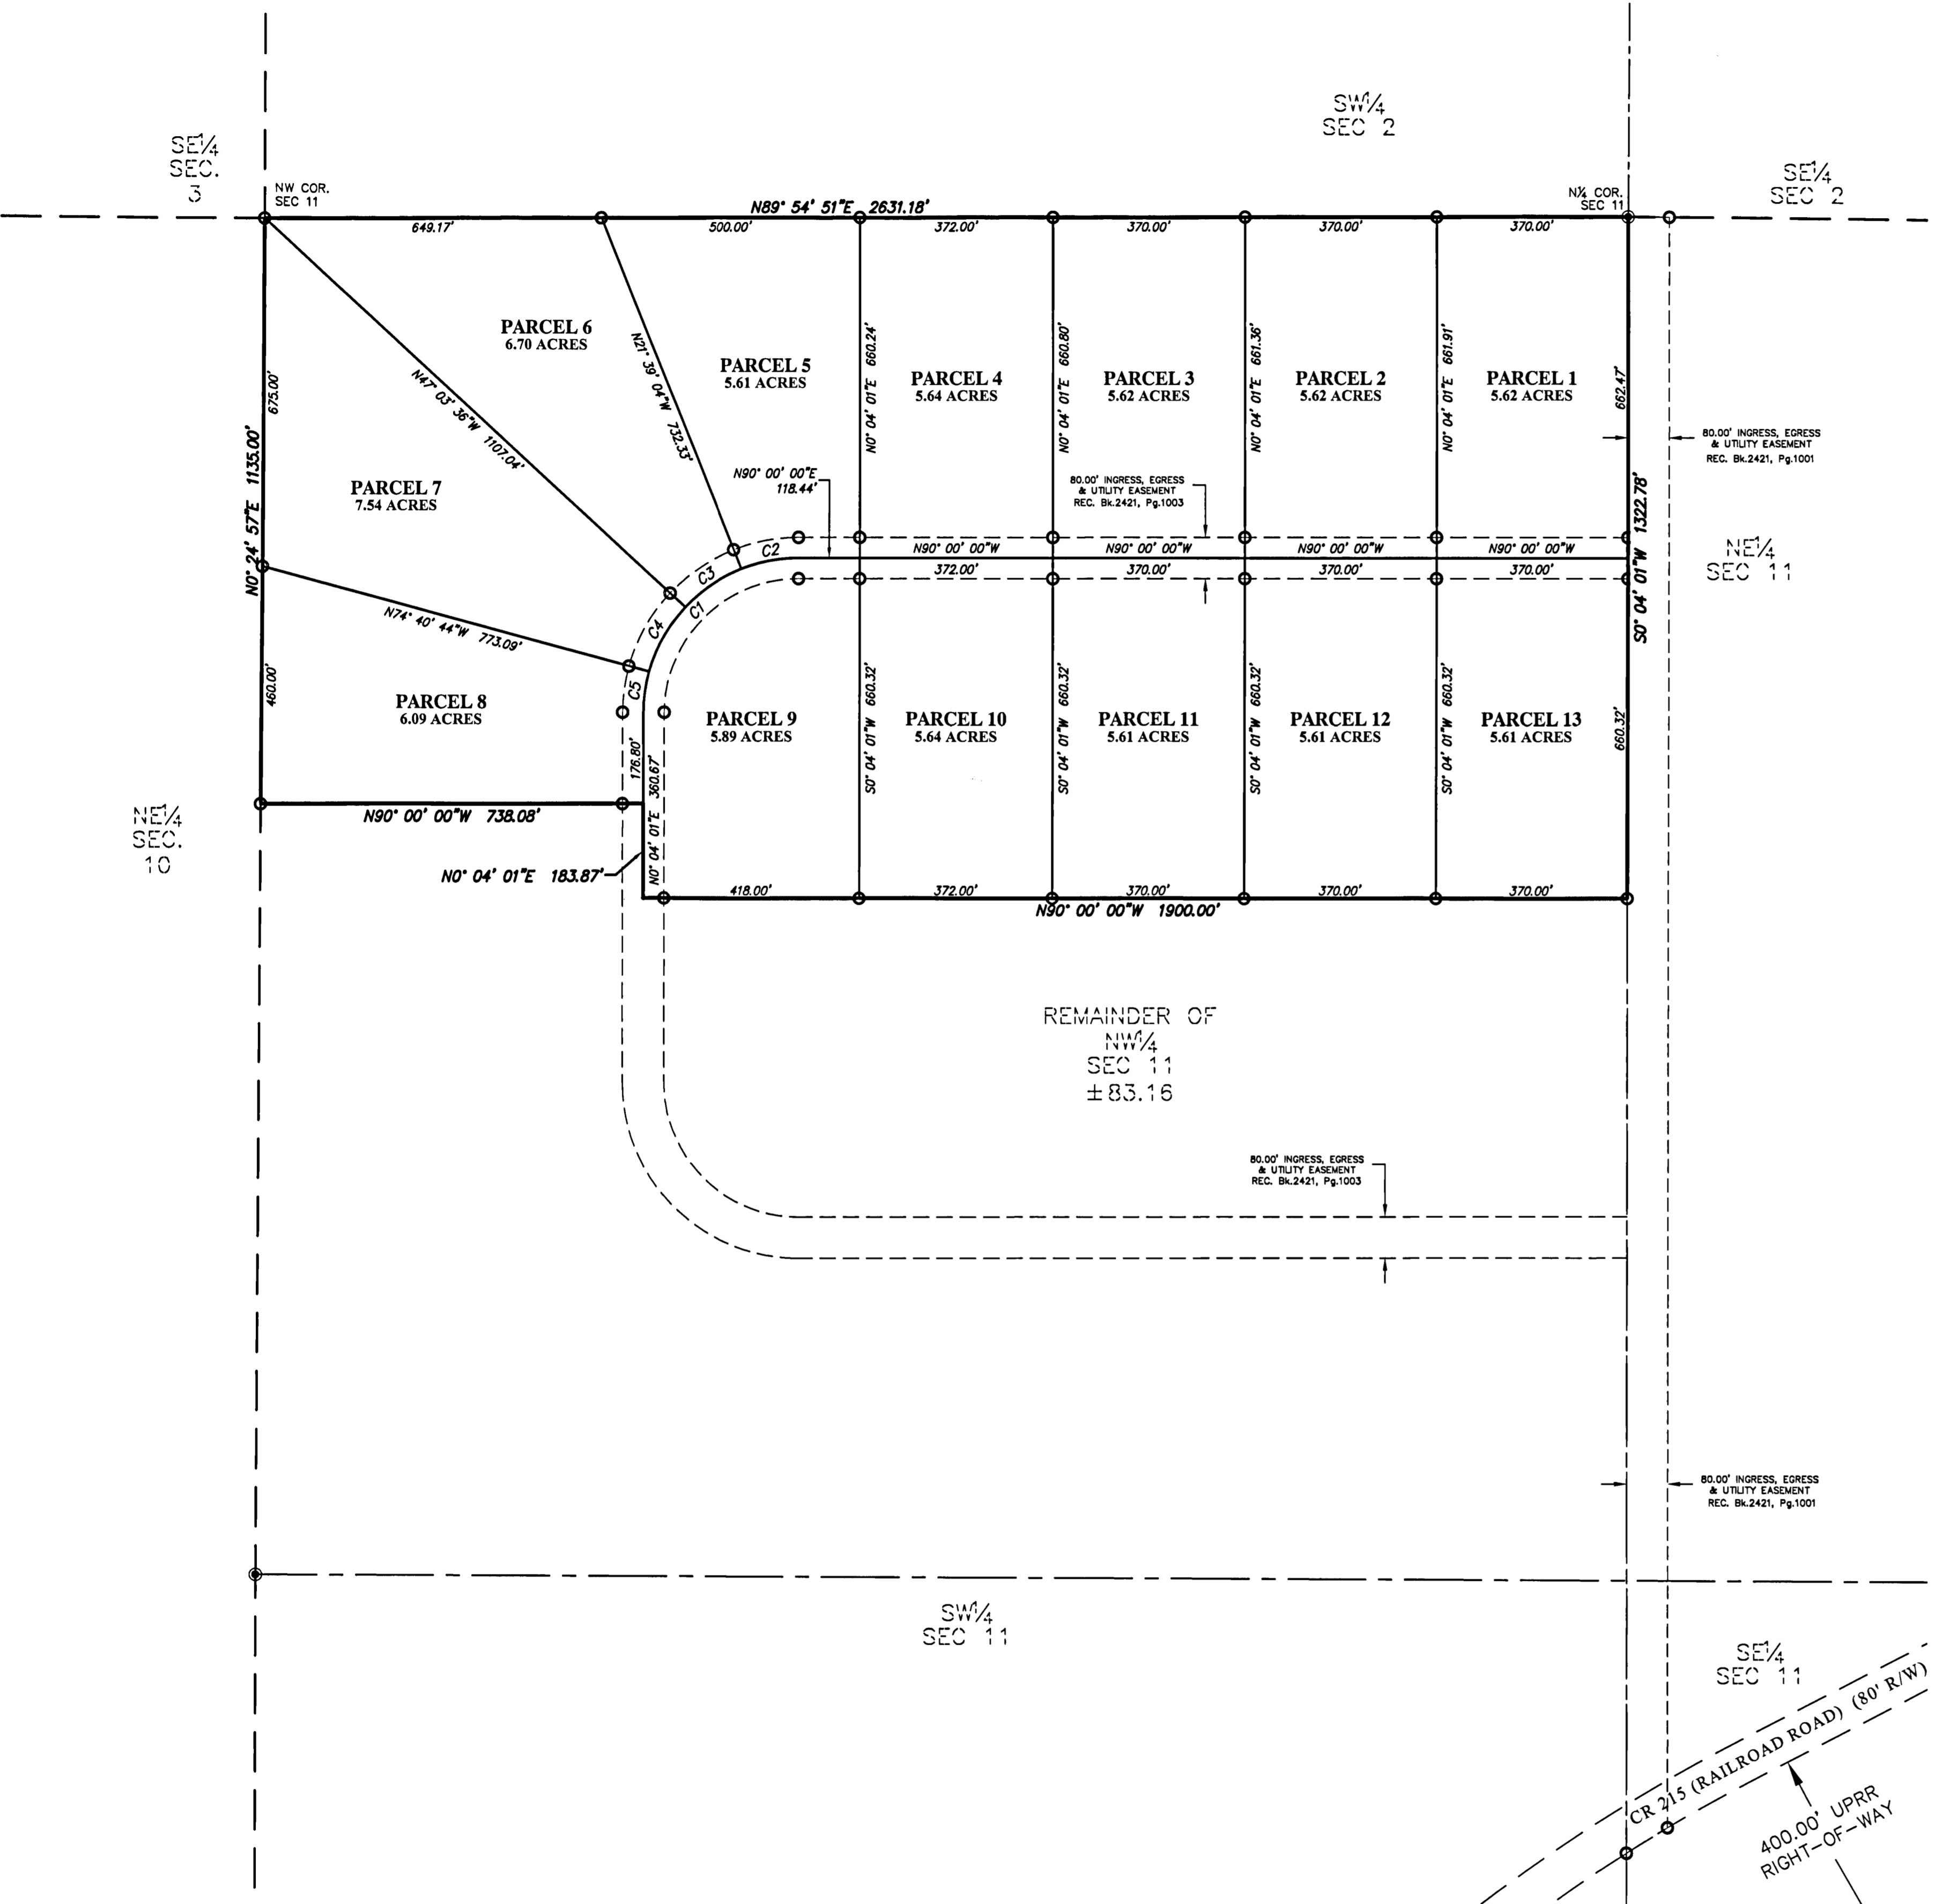 SW¼
SEC 2
SE¼
SEC.
3
SE¼
SEC 2
NW COR.
SEC 11
N¼ COR.
SEC 11
N89° 54' 51"E 2631.18'
649.17'
500.00'
372.00'
370.00'
370.00'
370.00'
PARCEL 6
6.70 ACRES
PARCEL 5
5.61 ACRES
PARCEL 4
5.64 ACRES
PARCEL 3
5.62 ACRES
PARCEL 2
5.62 ACRES
PARCEL 1
5.62 ACRES
N21° 39' 04"W 732.33'
N0° 04' 01"E 660.24'
N0° 04' 01"E 660.80'
N0° 04' 01"E 661.36'
N0° 04' 01"E 661.91'
662.47'
675.00'
N47° 03' 36"W 1107.04'
80.00' INGRESS, EGRESS
& UTILITY EASEMENT
REC. Bk.2421, Pg.1001
N0° 24' 57"E 1135.00'
PARCEL 7
7.54 ACRES
N90° 00' 00"E
118.44'
80.00' INGRESS, EGRESS
& UTILITY EASEMENT
REC. Bk.2421, Pg.1003
S0° 04' 01"W 1322.78'
C2
C3
C1
C4
C5
N90° 00' 00"W
N90° 00' 00"W
N90° 00' 00"W
N90° 00' 00"W
372.00'
370.00'
370.00'
370.00'
NE¼
SEC 11
N74° 40' 44"W 773.09'
460.00'
PARCEL 8
6.09 ACRES
176.80'
N0° 04' 01"E 360.67'
PARCEL 9
5.89 ACRES
S0° 04' 01"W 660.32'
PARCEL 10
5.64 ACRES
S0° 04' 01"W 660.32'
PARCEL 11
5.61 ACRES
S0° 04' 01"W 660.32'
PARCEL 12
5.61 ACRES
S0° 04' 01"W 660.32'
PARCEL 13
5.61 ACRES
660.32'
NE¼
SEC.
10
N90° 00' 00"W 738.08'
N0° 04' 01"E 183.87'
418.00'
372.00'
370.00'
370.00'
370.00'
N90° 00' 00"W 1900.00'
REMAINDER OF
NW¼
SEC 11
±83.16
80.00' INGRESS, EGRESS
& UTILITY EASEMENT
REC. Bk.2421, Pg.1003
80.00' INGRESS, EGRESS
& UTILITY EASEMENT
REC. Bk.2421, Pg.1001
SW¼
SEC 11
SE¼
SEC 11
CR 215 (RAILROAD ROAD) (80' R/W)
400.00' UPRR
RIGHT-OF-WAY